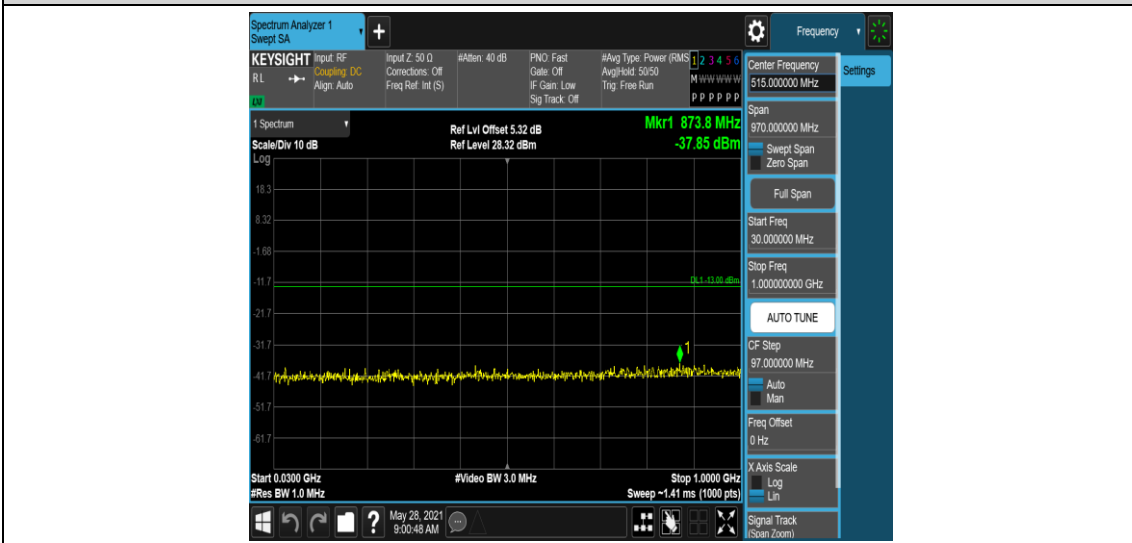 Spectrum Analyzer 1
Swept SA
+
Frequency
KEYSIGHT
RL
LXI
Input: RF
Coupling: DC
Align: Auto
Input Z: 50 Ω
Corrections: Off
Freq Ref: Int (S)
#Atten: 40 dB
PNO: Fast
Gate: Off
IF Gain: Low
Sig Track: Off
#Avg Type: Power (RMS
Avg|Hold: 50/50
Trig: Free Run
1 2 3 4 5 6
M W W W W W
P P P P P P
1 Spectrum
Scale/Div 10 dB
Log
Ref Lvl Offset 5.32 dB
Ref Level 28.32 dBm
Mkr1 873.8 MHz
-37.85 dBm
18.3
8.32
-1.68
-11.7
DL1 -13.00 dBm
-21.7
-31.7
1
-41.7
-51.7
-61.7
Start 0.0300 GHz
#Res BW 1.0 MHz
#Video BW 3.0 MHz
Stop 1.0000 GHz
Sweep ~1.41 ms (1000 pts)
?
May 28, 2021
9:00:48 AM
Center Frequency
515.000000 MHz
Settings
Span
970.000000 MHz
Swept Span
Zero Span
Full Span
Start Freq
30.000000 MHz
Stop Freq
1.000000000 GHz
AUTO TUNE
CF Step
97.000000 MHz
Auto
Man
Freq Offset
0 Hz
X Axis Scale
Log
Lin
Signal Track
(Span Zoom)